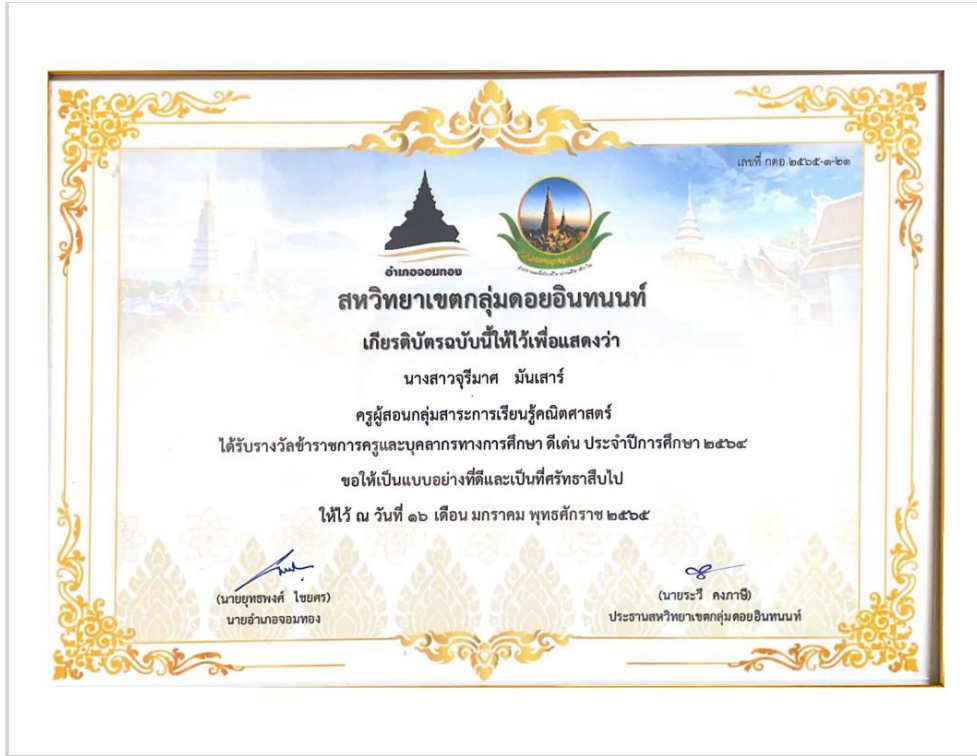 เลขที่ กดอ ๒๕๖๕-๑-๒๑
อำเภอจอมทอง
สหวิทยาเขตกลุ่มดอยอินทนนท์
เกียรติบัตรฉบับนี้ให้ไว้เพื่อแสดงว่า
นางสาวจุรีมาศ มันเสาร์
ครูผู้สอนกลุ่มสาระการเรียนรู้คณิตศาสตร์
ได้รับรางวัลข้าราชการครูและบุคลากรทางการศึกษา ดีเด่น ประจำปีการศึกษา ๒๕๖๔
ขอให้เป็นแบบอย่างที่ดีและเป็นที่ศรัทธาสืบไป
ให้ไว้ ณ วันที่ ๑๖ เดือน มกราคม พุทธศักราช ๒๕๖๕
(นายยุทธพงศ์ ไชยศร)
นายอำเภอจอมทอง
(นายระวี คงภาษี)
ประธานสหวิทยาเขตกลุ่มดอยอินทนนท์